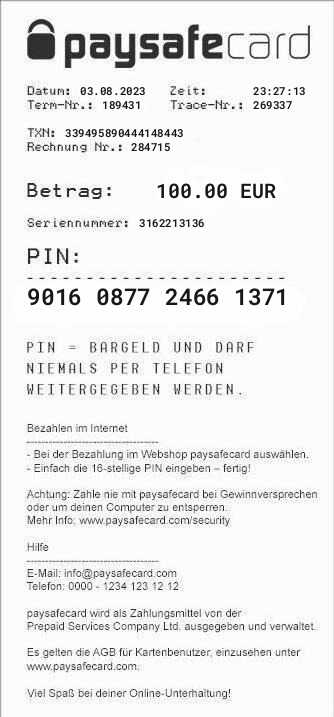 paysafecard
Datum: 03.08.2023 Zeit: 23:27:13
Term-Nr.: 189431 Trace-Nr.: 269337
TXN: 339495890444148443
Rechnung Nr.: 284715
Betrag: 100.00 EUR
Seriennummer: 3162213136
PIN:
- - - - - - - - - - - - - - - - - - - - - -
9016 0877 2466 1371
PIN = BARGELD UND DARF
NIEMALS PER TELEFON
WEITERGEGEBEN WERDEN.
Bezahlen im Internet
------------------------------------
- Bei der Bezahlung im Webshop paysafecard auswählen.
- Einfach die 16-stellige PIN eingeben – fertig!
Achtung: Zahle nie mit paysafecard bei Gewinnversprechen
oder um deinen Computer zu entsperren.
Mehr Info: www.paysafecard.com/security
Hilfe
------------------------------------
E-Mail: info@paysafecard.com
Telefon: 0000 - 1234 123 12 12
paysafecard wird als Zahlungsmittel von der
Prepaid Services Company Ltd. ausgegeben und verwaltet.
Es gelten die AGB für Kartenbenutzer, einzusehen unter
www.paysafecard.com.
Viel Spaß bei deiner Online-Unterhaltung!